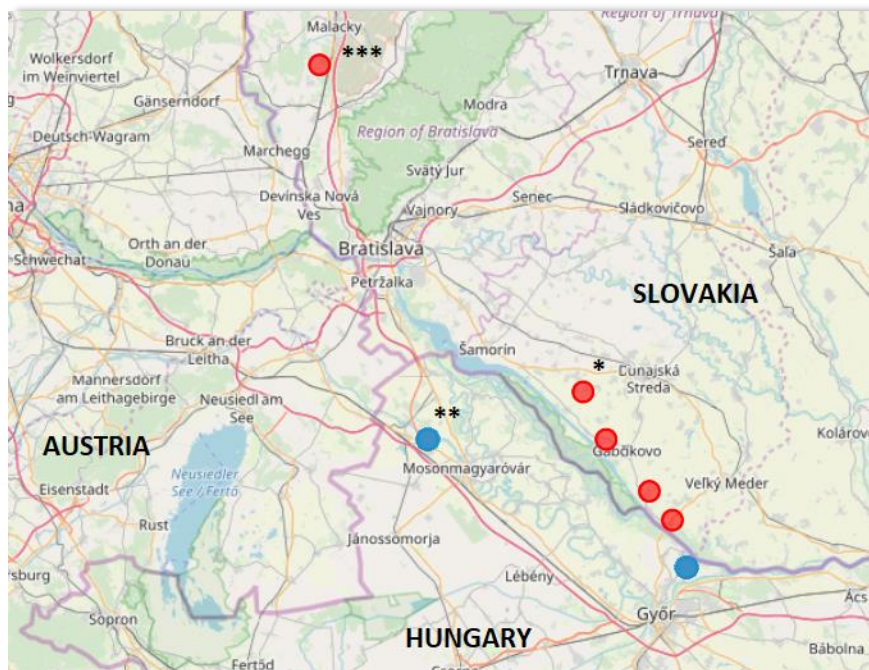 Malacky
***
Region of Trnava
Wolkersdorf
im Weinviertel
Trnava
Gänserndorf
Modra
Deutsch-Wagram
Region of Bratislava
Sereď
Marchegg
Svätý Jur
Devinska Nová
Ves
Senec
Vajnory
Sládkovičovo
Orth an der
Donau
Bratislava
Šaľa
Schwechat
Petržalka
SLOVAKIA
Bruck an der
Leitha
Šamorín
*
Dunajská
Streda
Mannersdorf
am Leithagebirge
Neusiedl am
See
**
AUSTRIA
Gabčíkovo
Kolárovo
Neusiedler
See / Fertő
Mosonmagyaróvár
Veľký Meder
Eisenstadt
Rust
Jánossomorja
Lébény
Győr
Ács
Sopron
HUNGARY
Bábolna
Fertőd